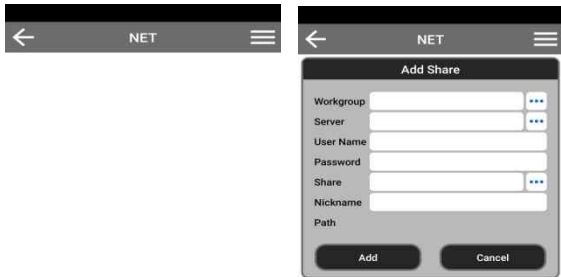 NET
NET
Add Share
Workgroup
Server
User Name
Password
Share
Nickname
Path
Add Cancel